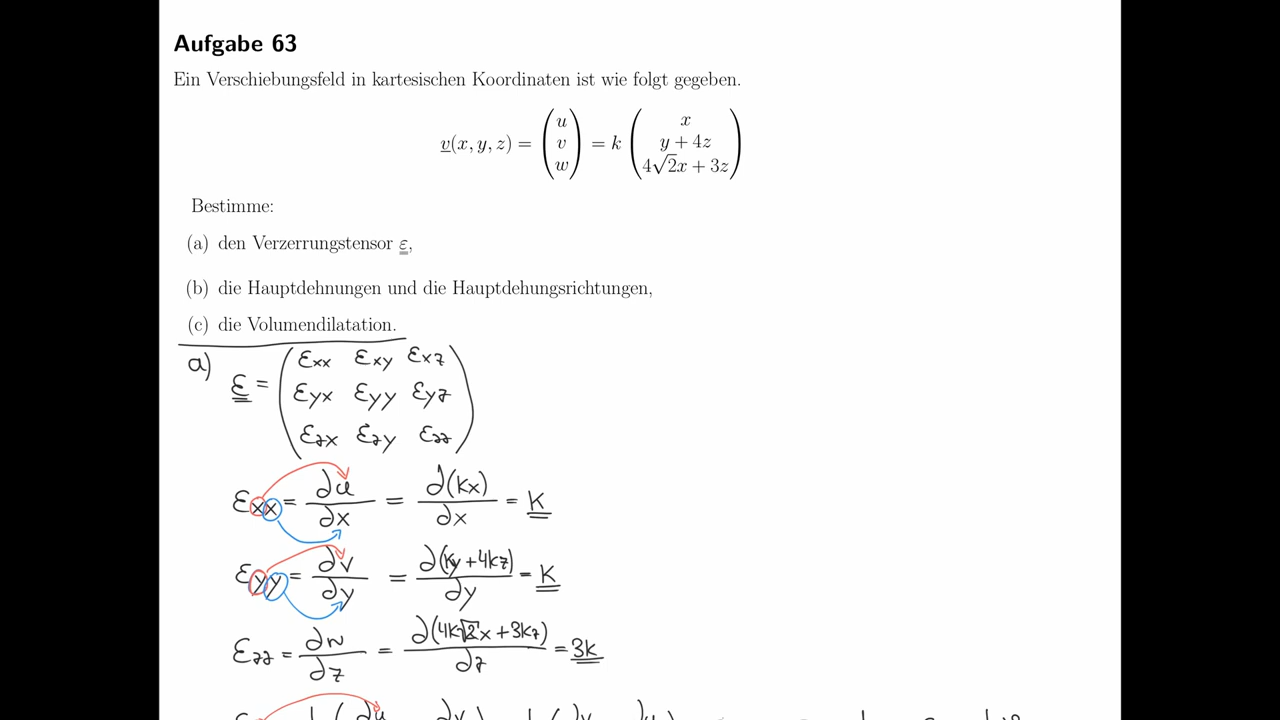 Aufgabe 63
Ein Verschiebungsfeld in kartesischen Koordinaten ist wie folgt gegeben.
v(x, y, z) = (u v w) = k (x y + 4z 4√2x + 3z)
Bestimme:
(a) den Verzerrungstensor ε,
(b) die Hauptdehnungen und die Hauptdehungsrichtungen,
(c) die Volumendilatation.
a) ε = (εxx εxy εxz
εyx εyy εyz
εzx εzy εzz)
εxx = ∂u/∂x = ∂(kx)/∂x = k
εyy = ∂v/∂y = ∂(ky + 4kz)/∂y = k
εzz = ∂w/∂z = ∂(4k√2x + 3kz)/∂z = 3k